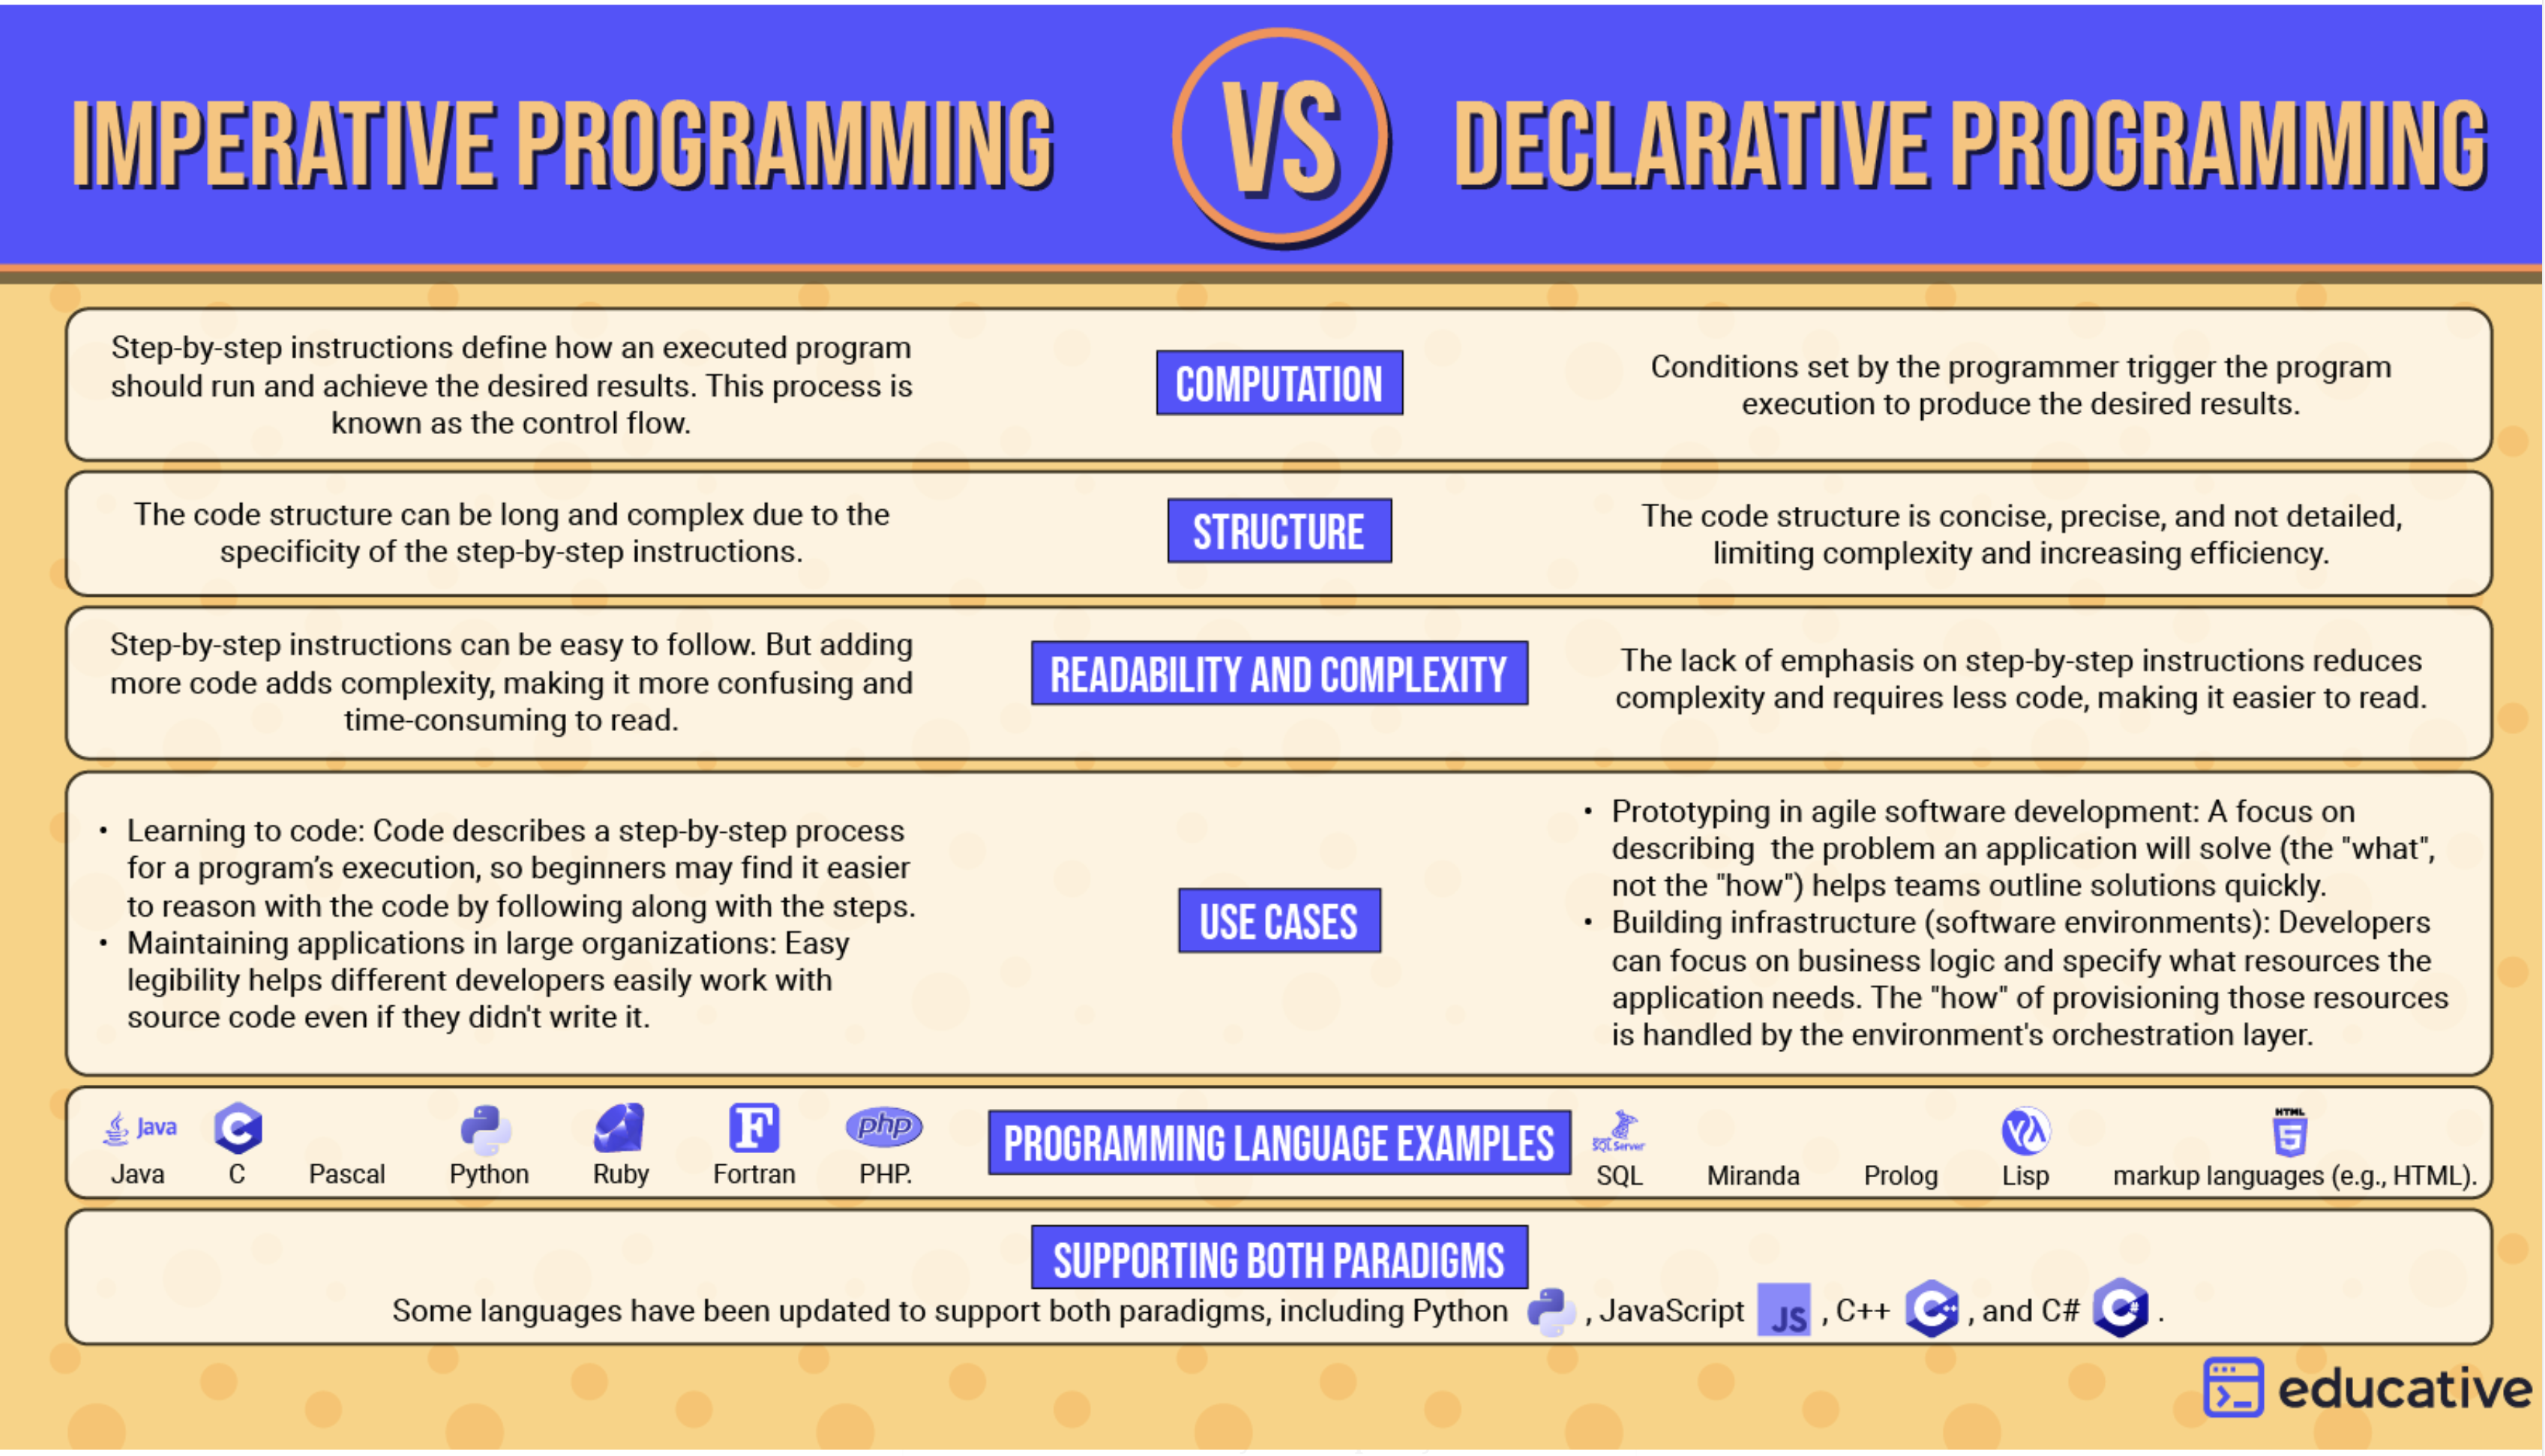 IMPERATIVE PROGRAMMING
VS
DECLARATIVE PROGRAMMING
Step-by-step instructions define how an executed program
should run and achieve the desired results. This process is
known as the control flow.
COMPUTATION
Conditions set by the programmer trigger the program
execution to produce the desired results.
The code structure can be long and complex due to the
specificity of the step-by-step instructions.
STRUCTURE
The code structure is concise, precise, and not detailed,
limiting complexity and increasing efficiency.
Step-by-step instructions can be easy to follow. But adding
more code adds complexity, making it more confusing and
time-consuming to read.
READABILITY AND COMPLEXITY
The lack of emphasis on step-by-step instructions reduces
complexity and requires less code, making it easier to read.
• Learning to code: Code describes a step-by-step process
for a program’s execution, so beginners may find it easier
to reason with the code by following along with the steps.
• Maintaining applications in large organizations: Easy
legibility helps different developers easily work with
source code even if they didn't write it.
USE CASES
• Prototyping in agile software development: A focus on
describing the problem an application will solve (the "what",
not the "how") helps teams outline solutions quickly.
• Building infrastructure (software environments): Developers
can focus on business logic and specify what resources the
application needs. The "how" of provisioning those resources
is handled by the environment's orchestration layer.
Java C F php
Java C Pascal Python Ruby Fortran PHP.
PROGRAMMING LANGUAGE EXAMPLES
SQL Server HTML 5
SQL Miranda Prolog Lisp markup languages (e.g., HTML).
SUPPORTING BOTH PARADIGMS
Some languages have been updated to support both paradigms, including Python , JavaScript JS , C++ C++ , and C# C# .
educative